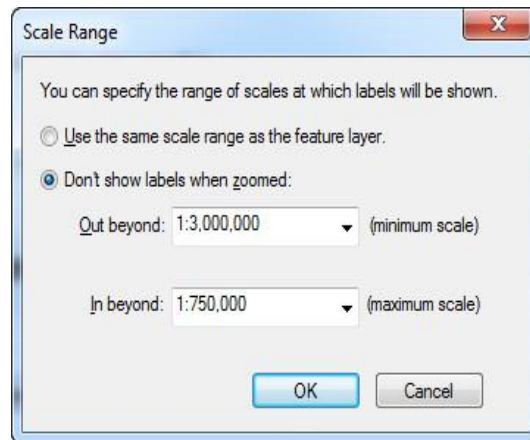 Scale Range
You can specify the range of scales at which labels will be shown.
Use the same scale range as the feature layer.
Don't show labels when zoomed:
Out beyond: 1:3,000,000 (minimum scale)
In beyond: 1:750,000 (maximum scale)
OK Cancel